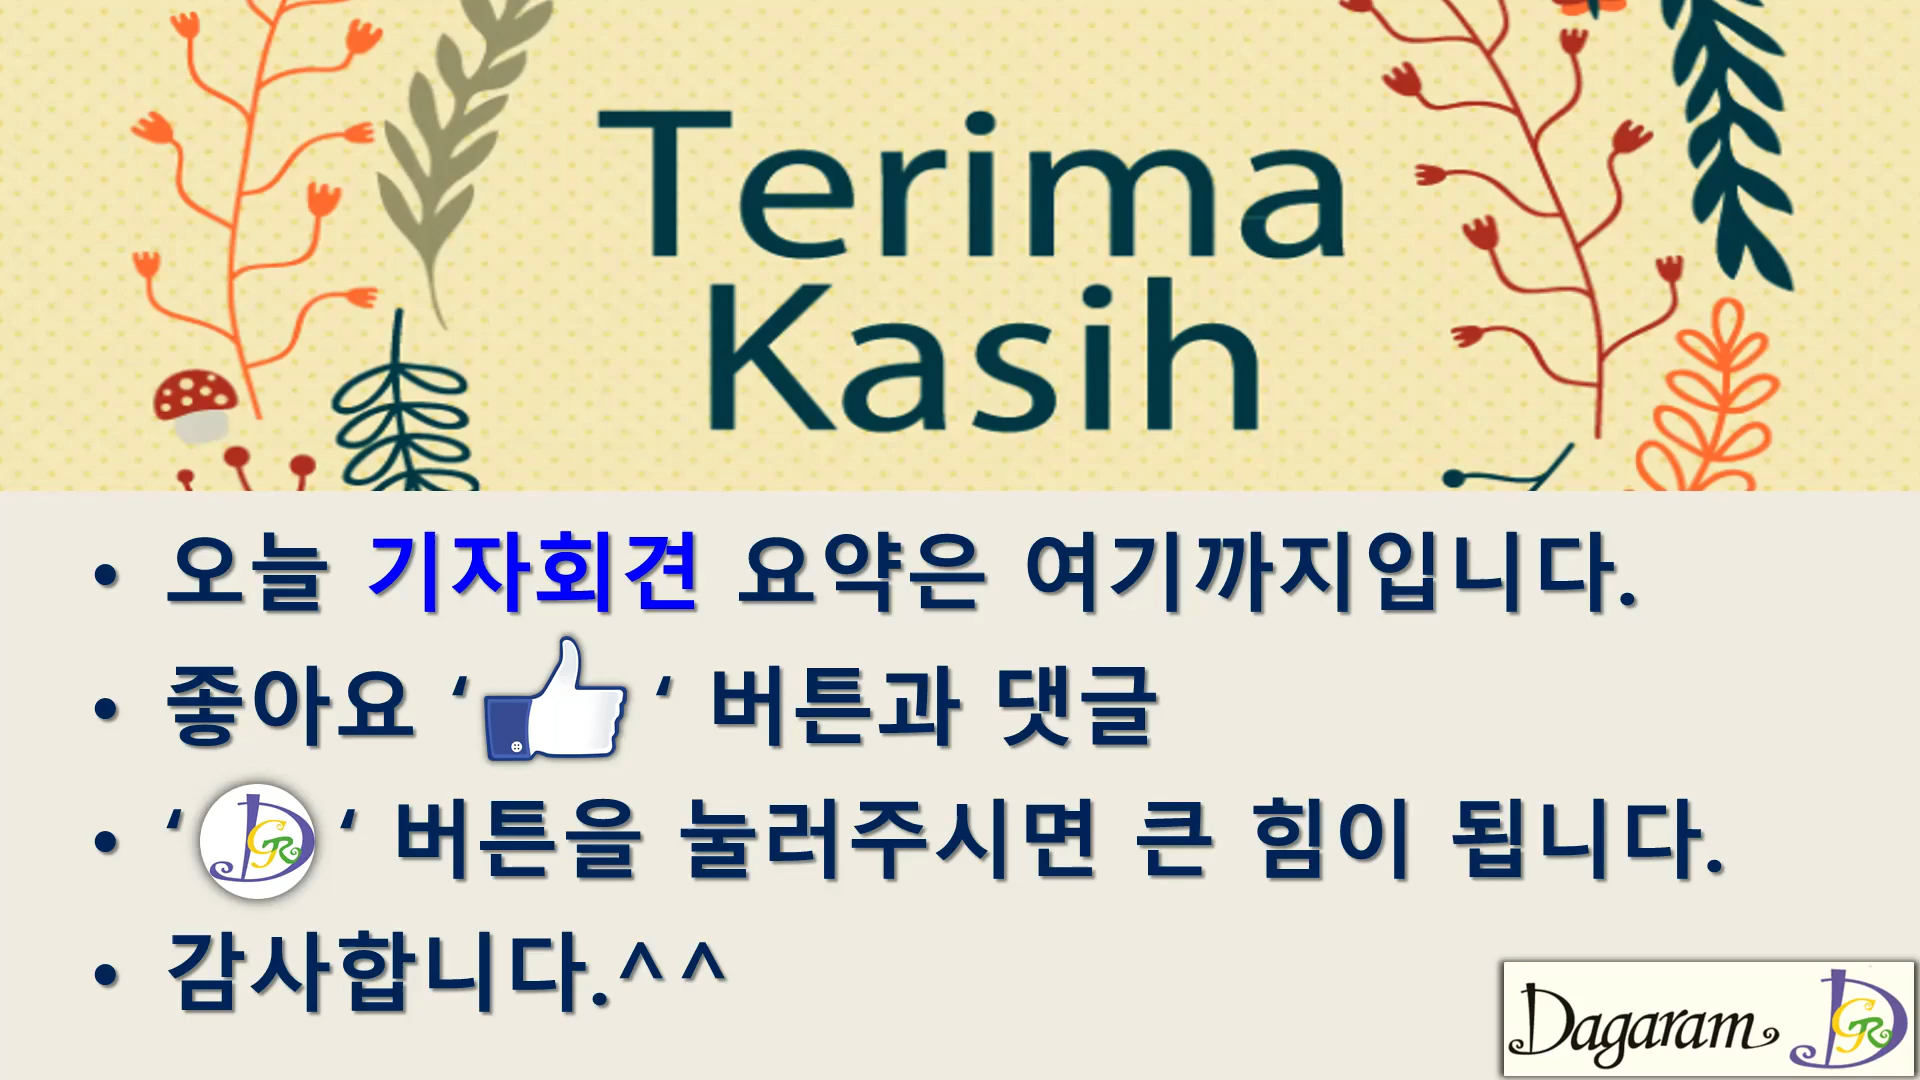 Terima
Kasih
• 오늘 기자회견 요약은 여기까지입니다.
• 좋아요 ‘ ‘ 버튼과 댓글
• ‘ DGR ‘ 버튼을 눌러주시면 큰 힘이 됩니다.
• 감사합니다.^^
Dagaram DGR